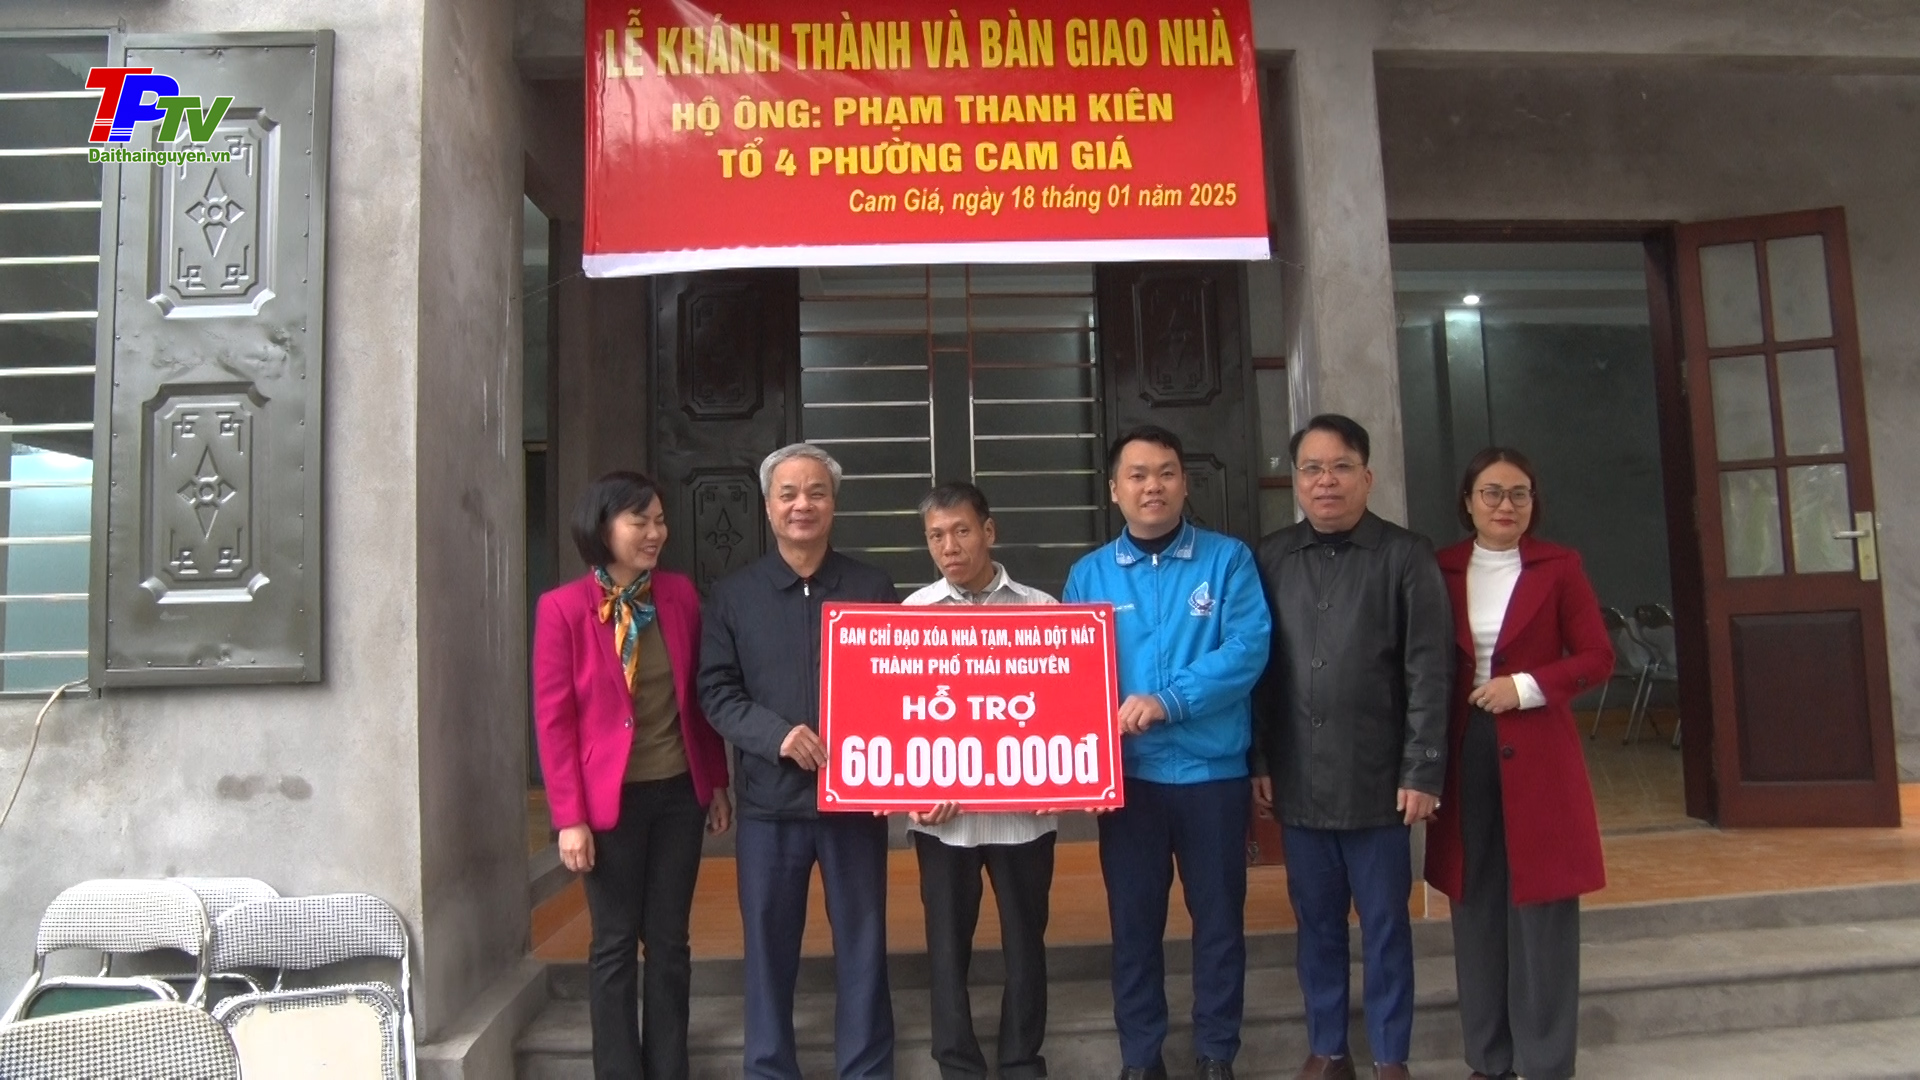 TPTV
Daithainguyen.vn
LỄ KHÁNH THÀNH VÀ BÀN GIAO NHÀ
HỘ ÔNG: PHẠM THANH KIÊN
TỔ 4 PHƯỜNG CAM GIÁ
Cam Giá, ngày 18 tháng 01 năm 2025
BAN CHỈ ĐẠO XÓA NHÀ TẠM, NHÀ DỘT NÁT
THÀNH PHỐ THÁI NGUYÊN
HỖ TRỢ
60.000.000đ